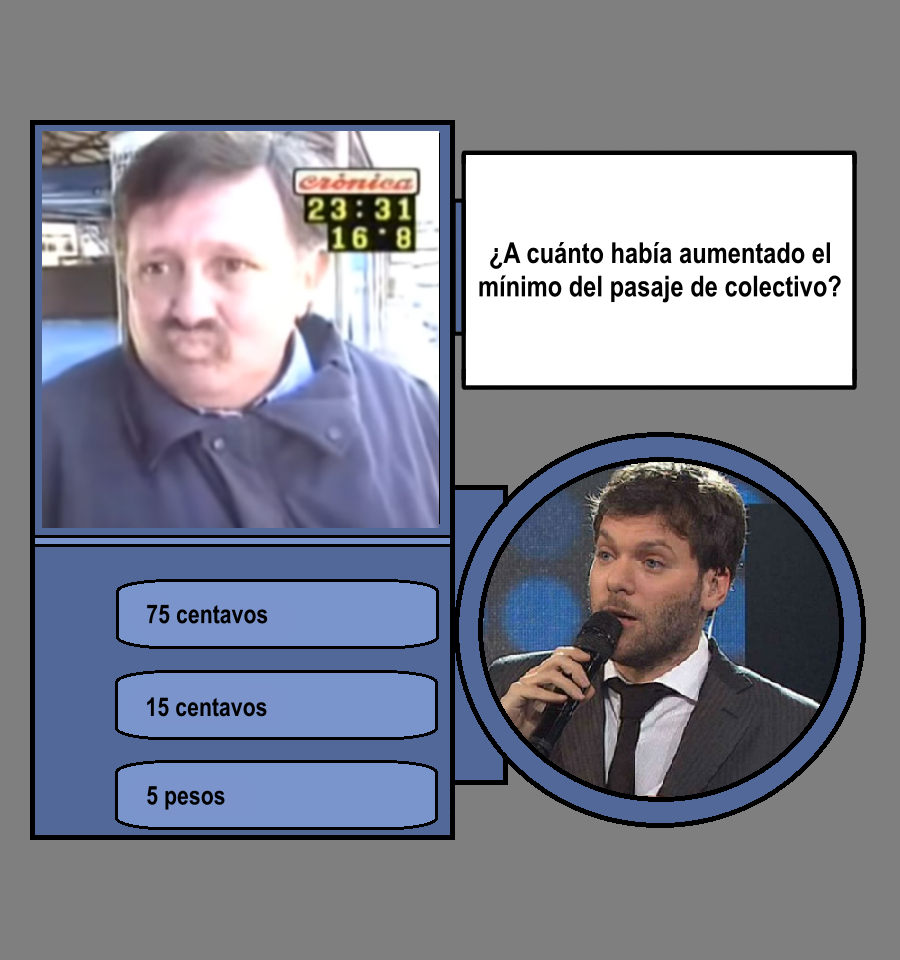 crónica
23:31
16°8
¿A cuánto había aumentado el
mínimo del pasaje de colectivo?
75 centavos
15 centavos
5 pesos